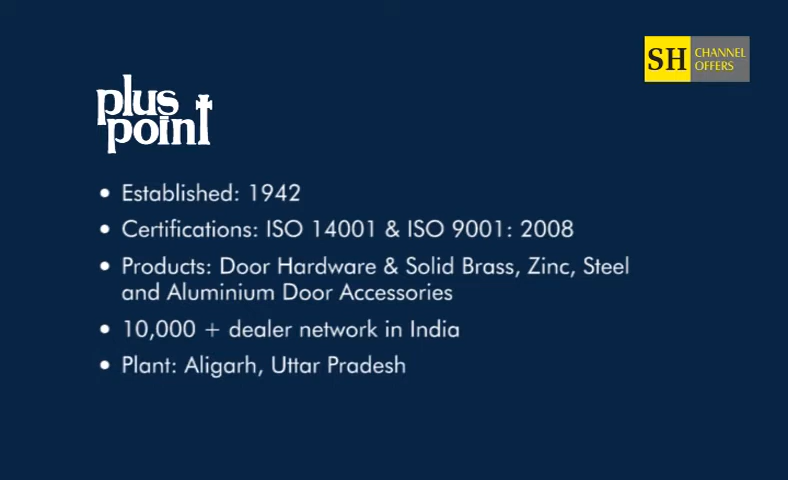 SH CHANNEL
OFFERS
plus
point
• Established: 1942
• Certifications: ISO 14001 & ISO 9001: 2008
• Products: Door Hardware & Solid Brass, Zinc, Steel
and Aluminium Door Accessories
• 10,000 + dealer network in India
• Plant: Aligarh, Uttar Pradesh